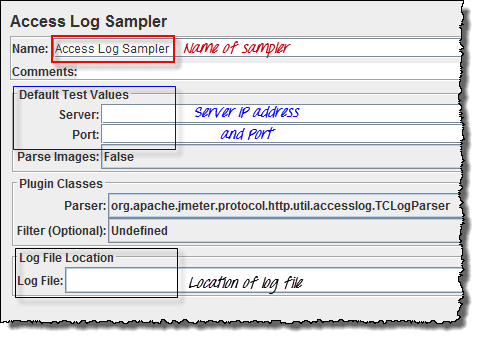 Access Log Sampler
Name: Access Log Sampler Name of sampler
Comments:
Default Test Values
Server: Server IP address
Port: and Port
Parse Images: False
Plugin Classes
Parser: org.apache.jmeter.protocol.http.util.accesslog.TCLogParser
Filter (Optional): Undefined
Log File Location
Log File: Location of log file